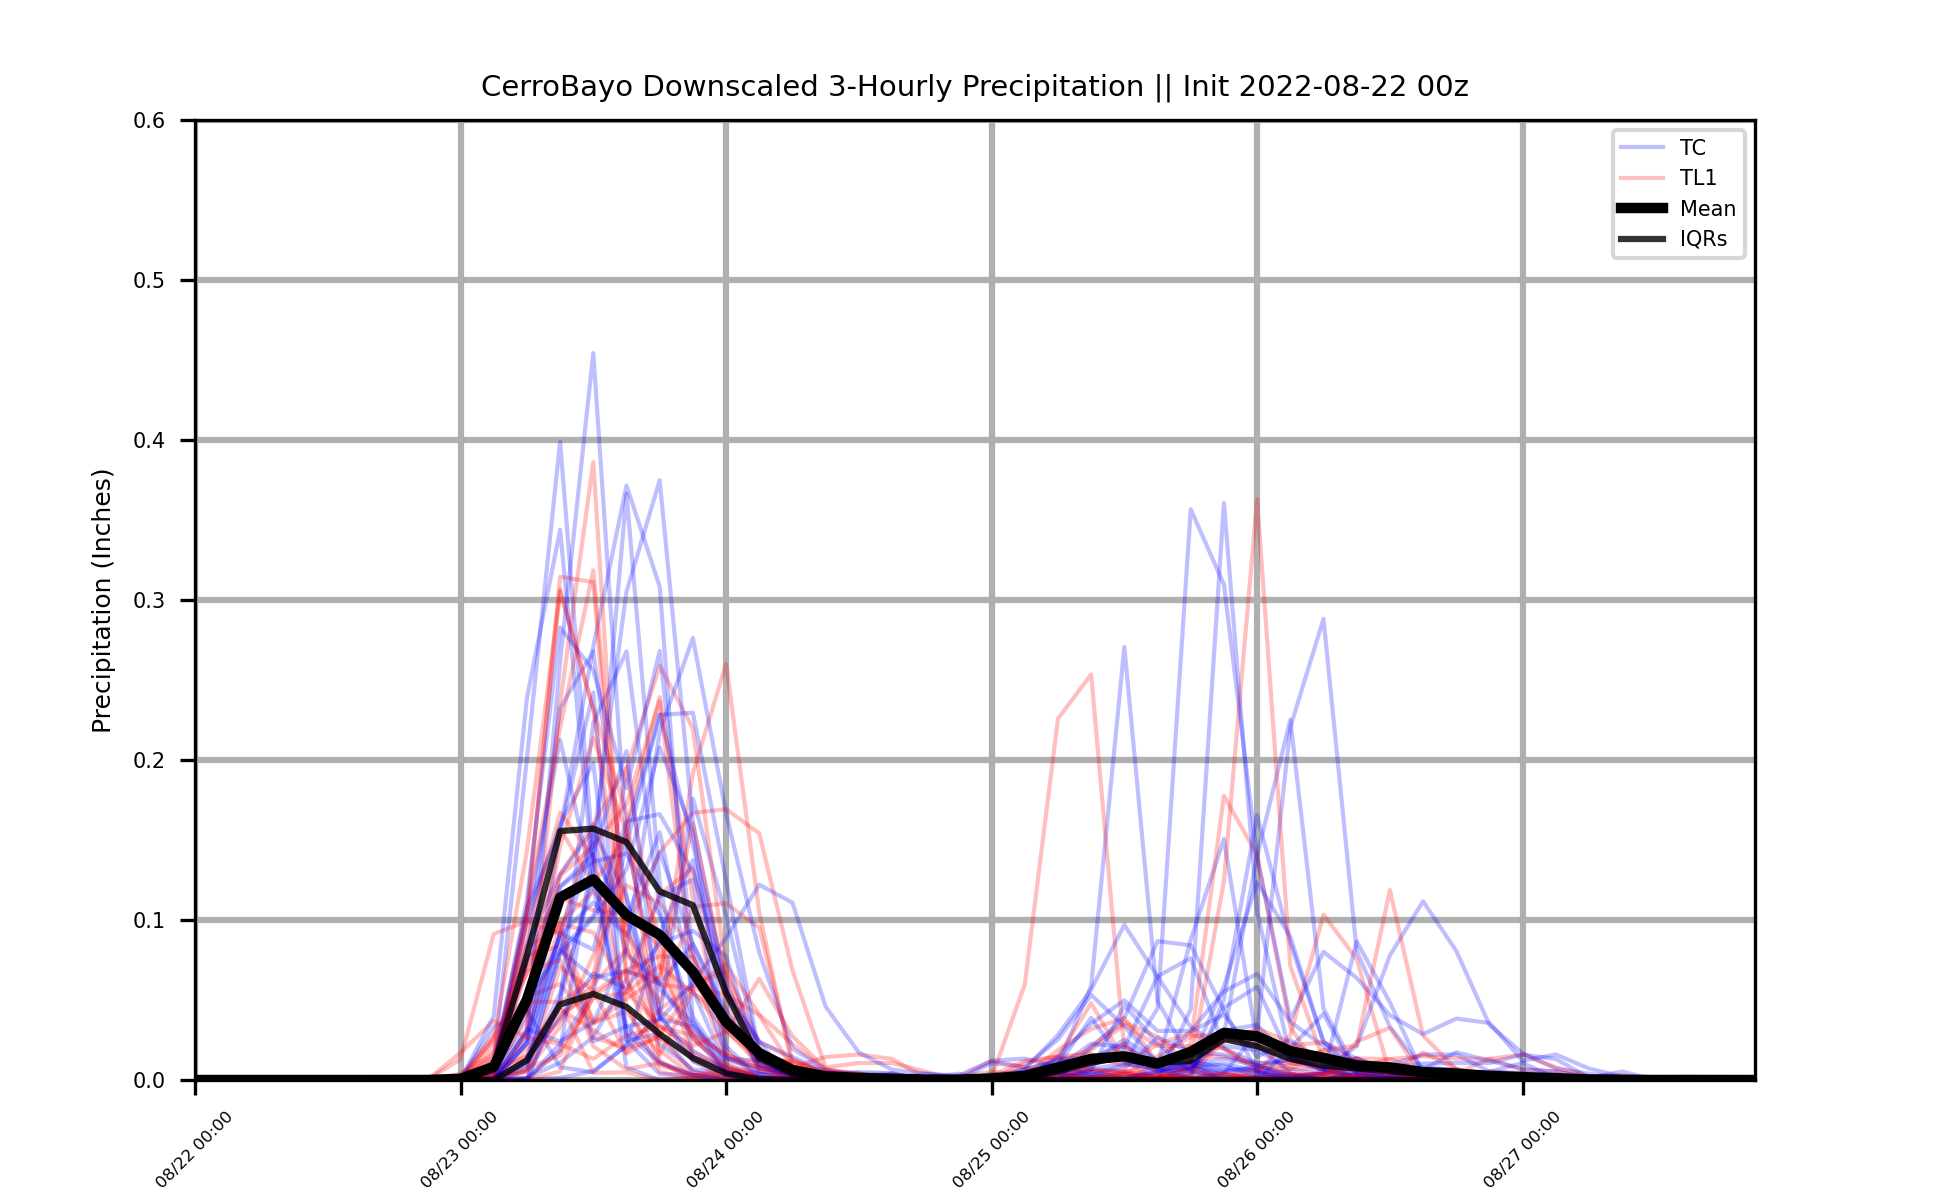 CerroBayo Downscaled 3-Hourly Precipitation || Init 2022-08-22 00z
0.6
0.5
0.4
0.3
0.2
0.1
0.0
Precipitation (Inches)
TC
TL1
Mean
IQRs
08/22 00:00
08/23 00:00
08/24 00:00
08/25 00:00
08/26 00:00
08/27 00:00